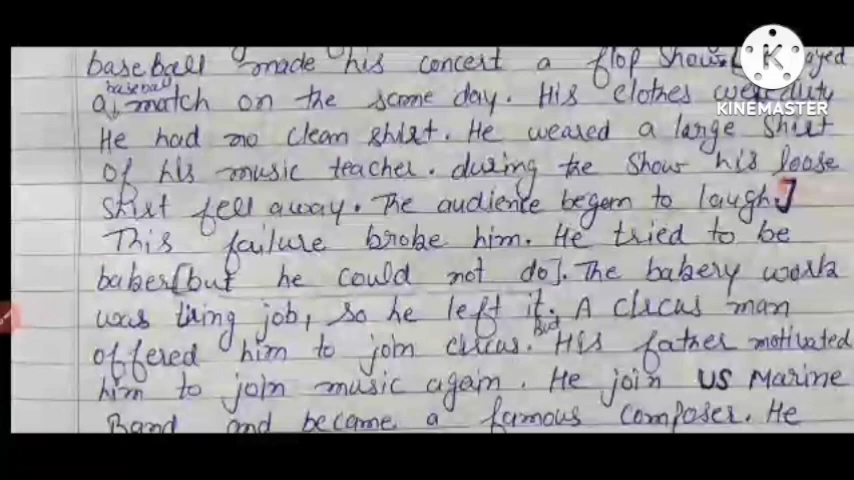 baseball made his concert a flop show
KINEMASTER
baseball
a match on the same day. His clothes were dirty
He had no clean shirt. He weared a large shirt
of his music teacher. during the show his loose
shirt fell away. The audience began to laugh.]
This failure broke him. He tried to be
baker[but he could not do]. The bakery work
was tiring job, so he left it. A circus man
But
offered him to join circus. His father motivated
him to join music again. He join US Marine
Band and became a famous composer. He